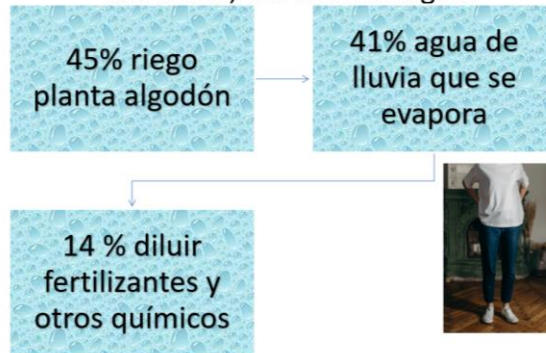 45% riego
planta algodón
41% agua de
lluvia que se
evapora
14 % diluir
fertilizantes y
otros químicos